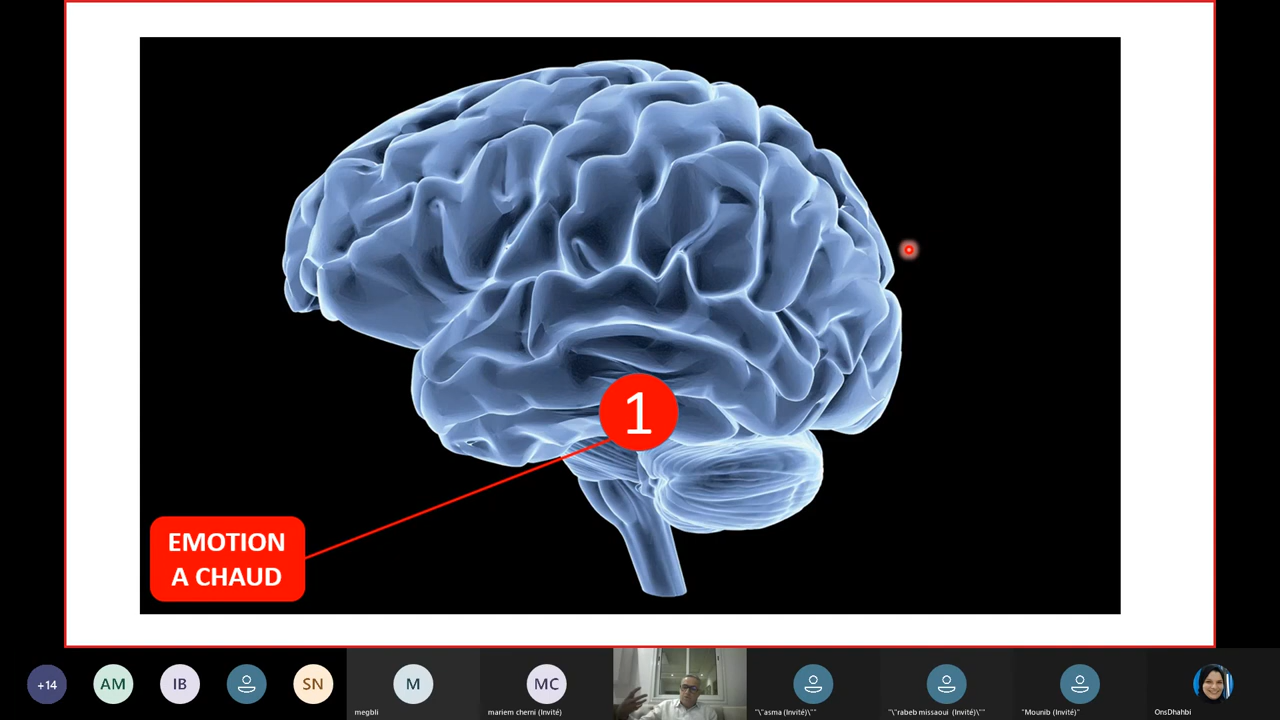 1
EMOTION
A CHAUD
+14
AM
IB
SN
M
megbli
MC
mariem cherni (Invité)
"\"asma (Invité)\""
"\"rabeb missaoui (Invité)\""
"Mounib (Invité)"
OnsDhahbi